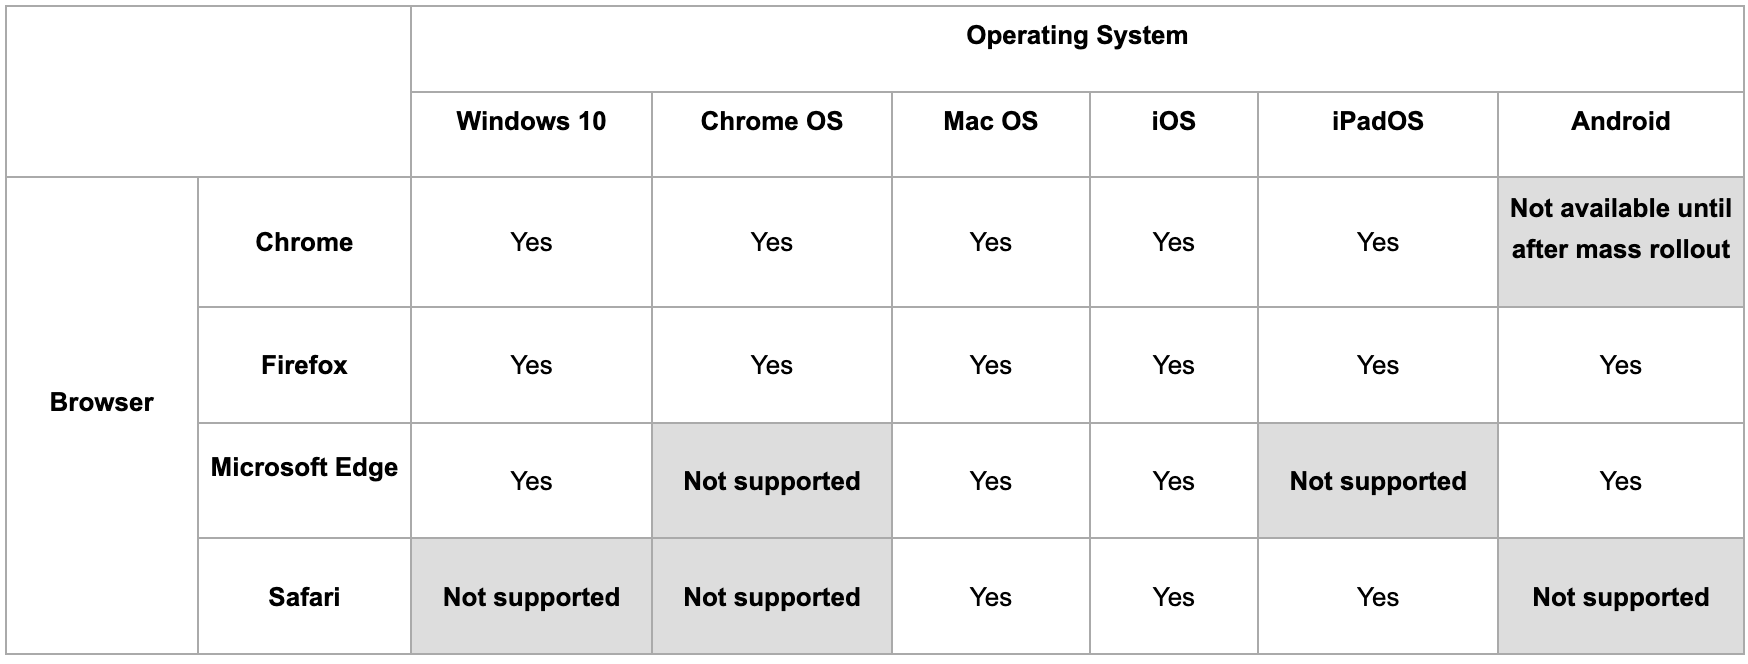 Operating System
Windows 10 Chrome OS Mac OS iOS iPadOS Android
Browser
Chrome Yes Yes Yes Yes Yes Not available until
after mass rollout
Firefox Yes Yes Yes Yes Yes Yes
Microsoft Edge Yes Not supported Yes Yes Not supported Yes
Safari Not supported Not supported Yes Yes Yes Not supported